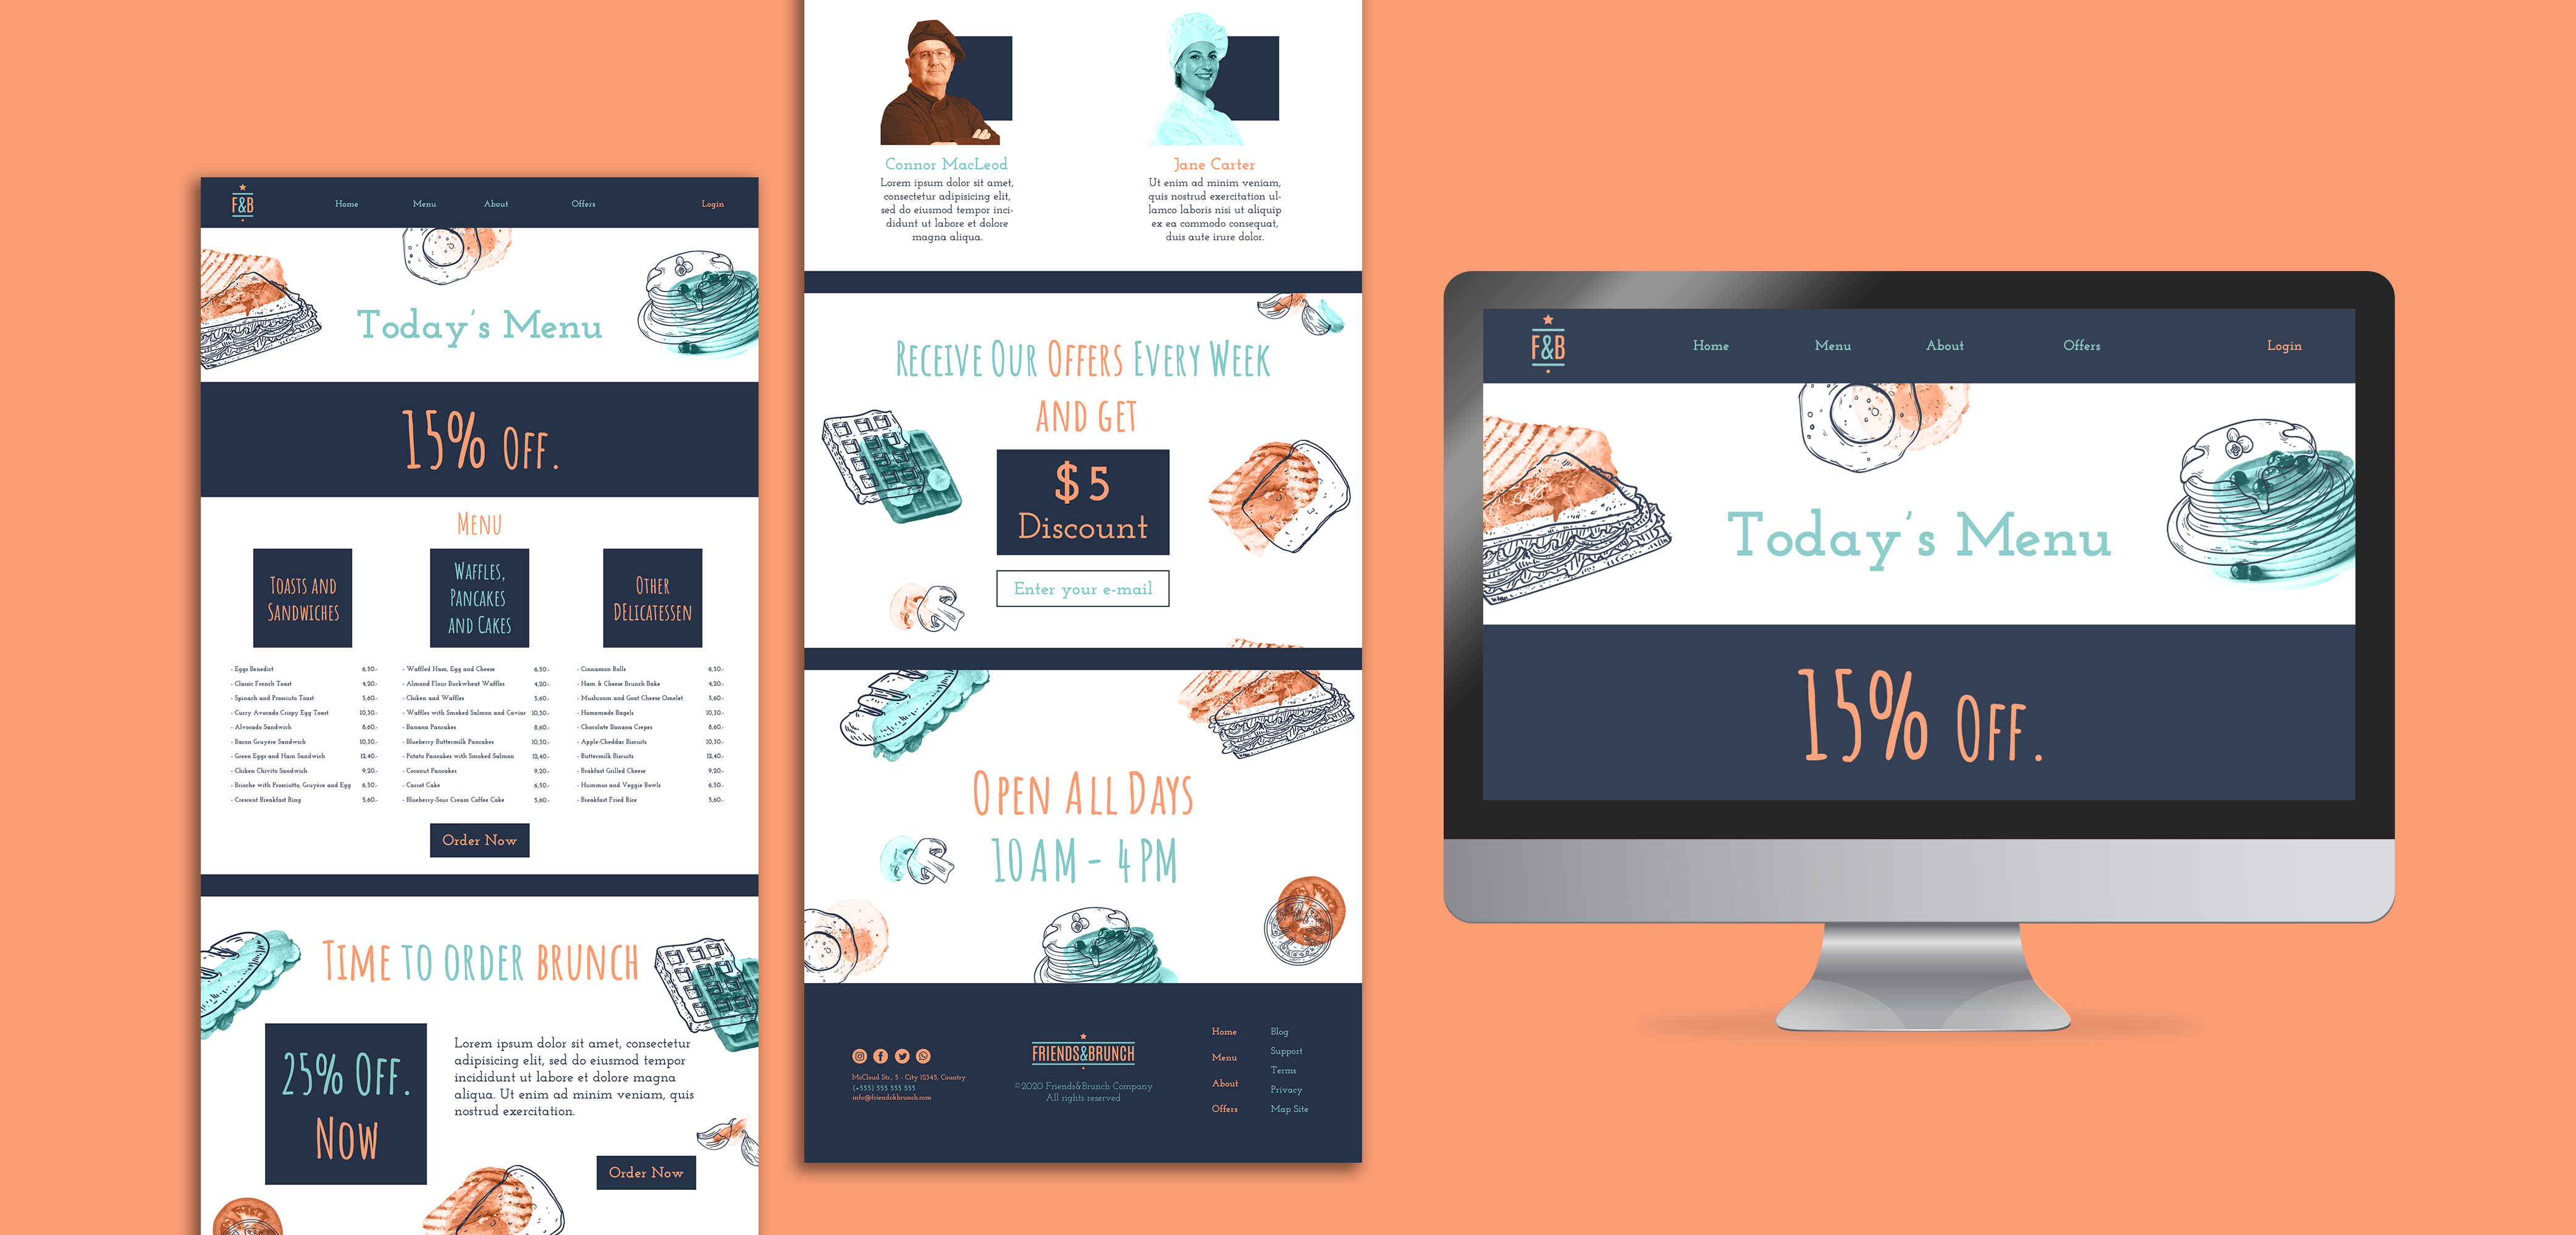 F&B
Home Menu About Offers Login
Today's Menu
15% Off.
Menu
Toasts and
Sandwiches
- Eggs Benedirt 6,50.-
- Classic French Toast 4,20.-
- Spinach and Prosciuto Toast 5,60.-
- Curry Avocado Crispy Egg Toast 10,30.-
- Alvocado Sandwich 8,60.-
- Bacon Gruyére Sandwich 10,30.-
- Green Eggs and Ham Sandwich 12,40.-
- Chiken Chivito Sandwich 9,20.-
- Brioche with Prosciutto, Gruyére and Egg 6,50.-
- Crescent Breakfast Ring 5,60.-
Waffles,
Pancakes
and Cakes
- Waffled Ham, Egg and Cheese 6,50.-
- Almond Flour Buckwheat Waffles 4,20.-
- Chiken and Waffles 5,60.-
- Waffles with Smoked Salmon and Caviar 10,30.-
- Banana Pancakes 8,60.-
- Blueberry Buttermilk Pancakes 10,30.-
- Potato Pancakes with Smoked Salmon 12,40.-
- Coconut Pancakes 9,20.-
- Carrot Cake 6,50.-
- Blueberry-Sour Cream Coffee Cake 5,60.-
Other
DElicatessen
- Cinnamon Rolls 6,50.-
- Ham & Cheese Brunch Bake 4,20.-
- Mushroom and Goat Cheese Omelet 5,60.-
- Homemade Bagels 10,30.-
- Chocolate Banana Crepes 8,60.-
- Apple-Cheddar Biscuits 10,30.-
- Buttermilk Biscuits 12,40.-
- Brakfast Grilled Cheese 9,20.-
- Hummus and Veggie Bowls 6,50.-
- Breakfast Fried Rice 5,60.-
Order Now
Time to order brunch
25% Off.
Now
Lorem ipsum dolor sit amet, consectetur
adipisicing elit, sed do eiusmod tempor
incididunt ut labore et dolore magna
aliqua. Ut enim ad minim veniam, quis
nostrud exercitation.
Order Now
Connor MacLeod
Lorem ipsum dolor sit amet,
consectetur adipisicing elit,
sed do eiusmod tempor inci-
didunt ut labore et dolore
magna aliqua.
Jane Carter
Ut enim ad minim veniam,
quis nostrud exercitation ul-
lamco laboris nisi ut aliquip
ex ea commodo consequat,
duis aute irure dolor.
Receive Our Offers Every Week
and get
$5
Discount
Enter your e-mail
Open All Days
10 AM - 4 PM
McCloud Str., 5 - City 12345, Country
(+555) 555 555 555
info@friends&brunch.com
FRIENDS&BRUNCH
©2020 Friends&Brunch Company
All rights reserved
Home
Menu
About
Offers
Blog
Support
Terms
Privacy
Map Site
F&B
Home Menu About Offers Login
Today's Menu
15% Off.